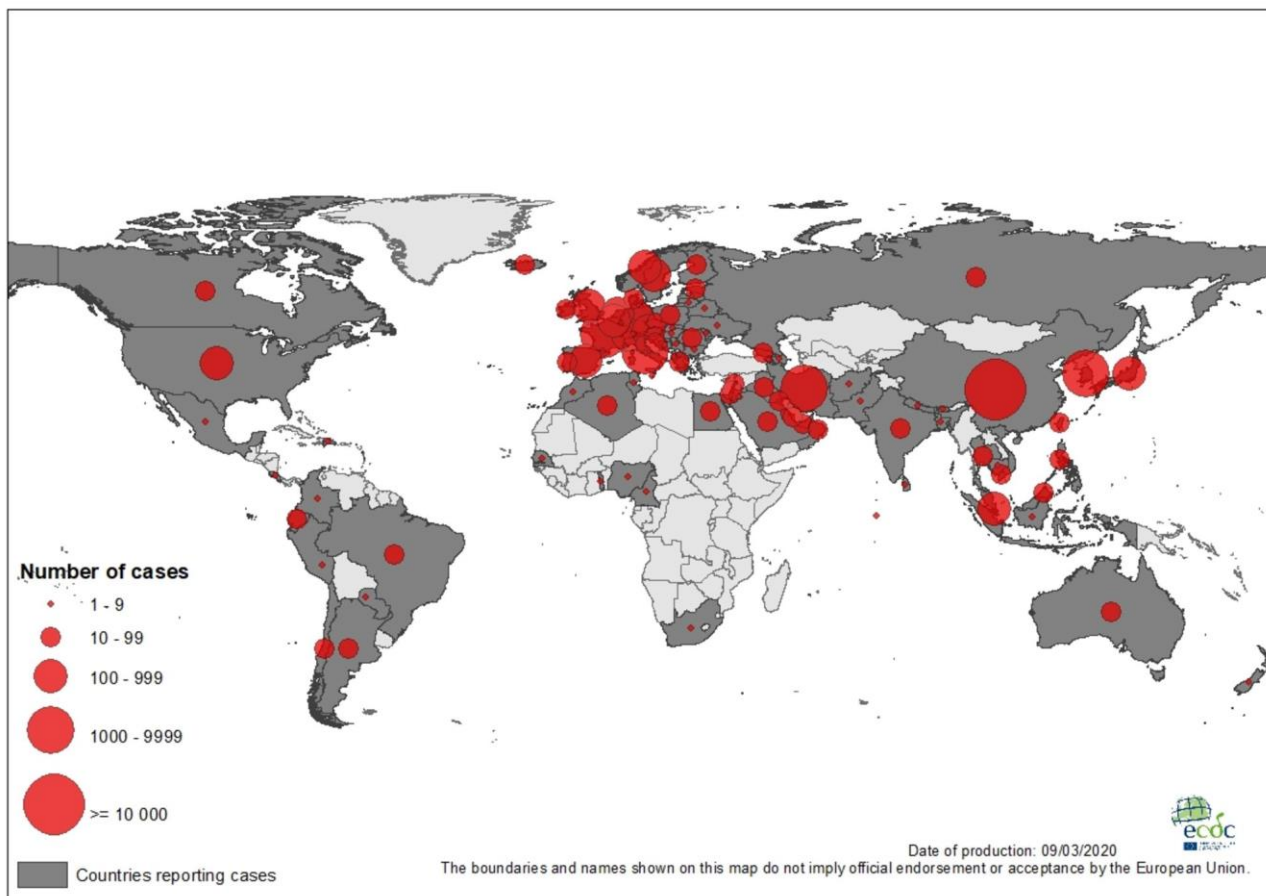 Number of cases
1 - 9
10 - 99
100 - 999
1000 - 9999
>= 10 000
Countries reporting cases
ecdc
Date of production: 09/03/2020
The boundaries and names shown on this map do not imply official endorsement or acceptance by the European Union.